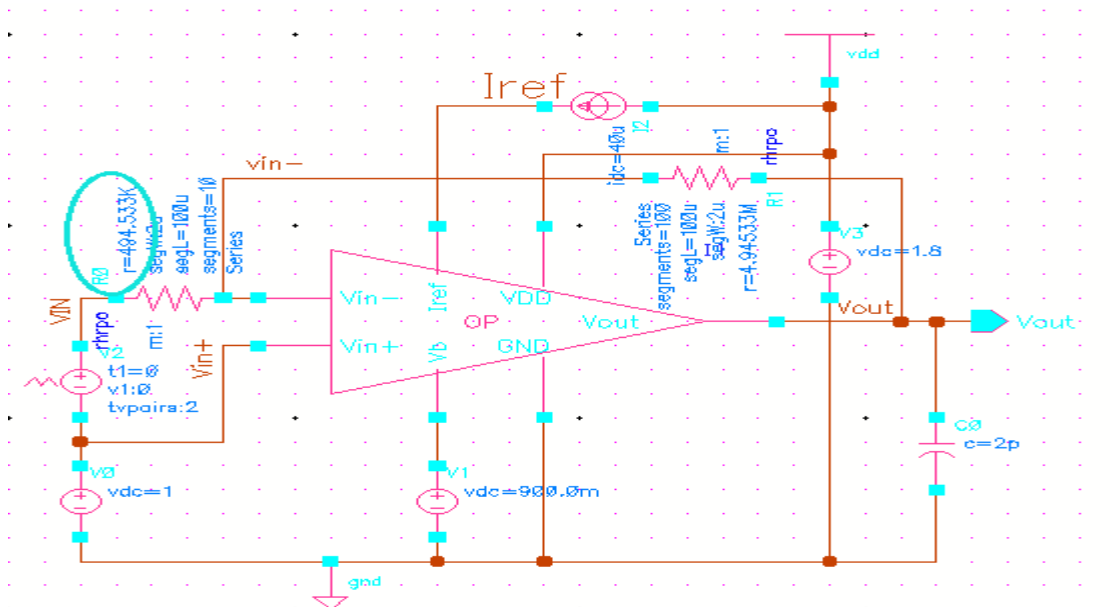 vdd
Iref
I2
idc=40u
m:1
rhrpo
vin-
R1
r=494.533K
segW:2u
segL=100u
segments=10
Series
R0
rhrpo
m:1
Series
segments=100
segL=100u
segW:2u
r=4.94533M
V3
vdc=1.8
VIN
Vin-
Iref
VDD
OP
Vout
Vout
Vout
Vin+
Vin+
Vb
GND
V2
t1=0
v1:0
tvpairs:2
V0
vdc=1
V1
vdc=900.0m
C0
c=2p
gnd